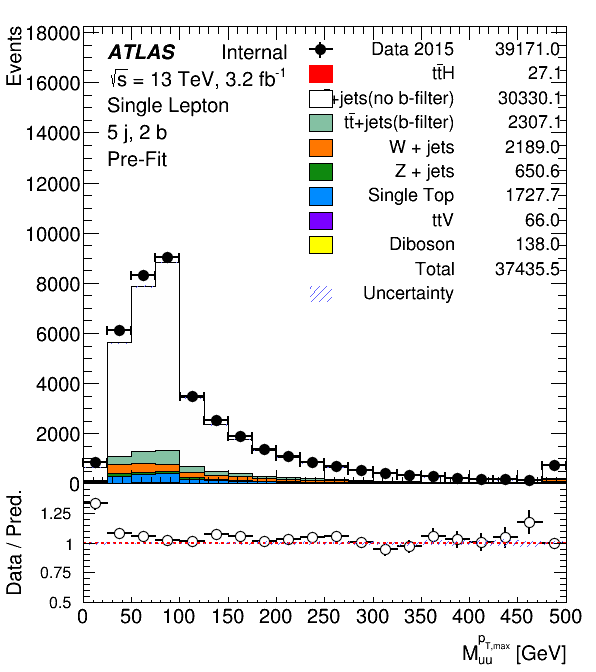 Events
18000
16000
14000
12000
10000
8000
6000
4000
2000
0
ATLAS Internal
√s = 13 TeV, 3.2 fb⁻¹
Single Lepton
5 j, 2 b
Pre-Fit
Data 2015 39171.0
tt̄H 27.1
+jets(no b-filter) 30330.1
tt̄+jets(b-filter) 2307.1
W + jets 2189.0
Z + jets 650.6
Single Top 1727.7
ttV 66.0
Diboson 138.0
Total 37435.5
Uncertainty
Data / Pred.
1.25
1
0.75
0.5
0 50 100 150 200 250 300 350 400 450 500
M_uu^{p_T,max} [GeV]